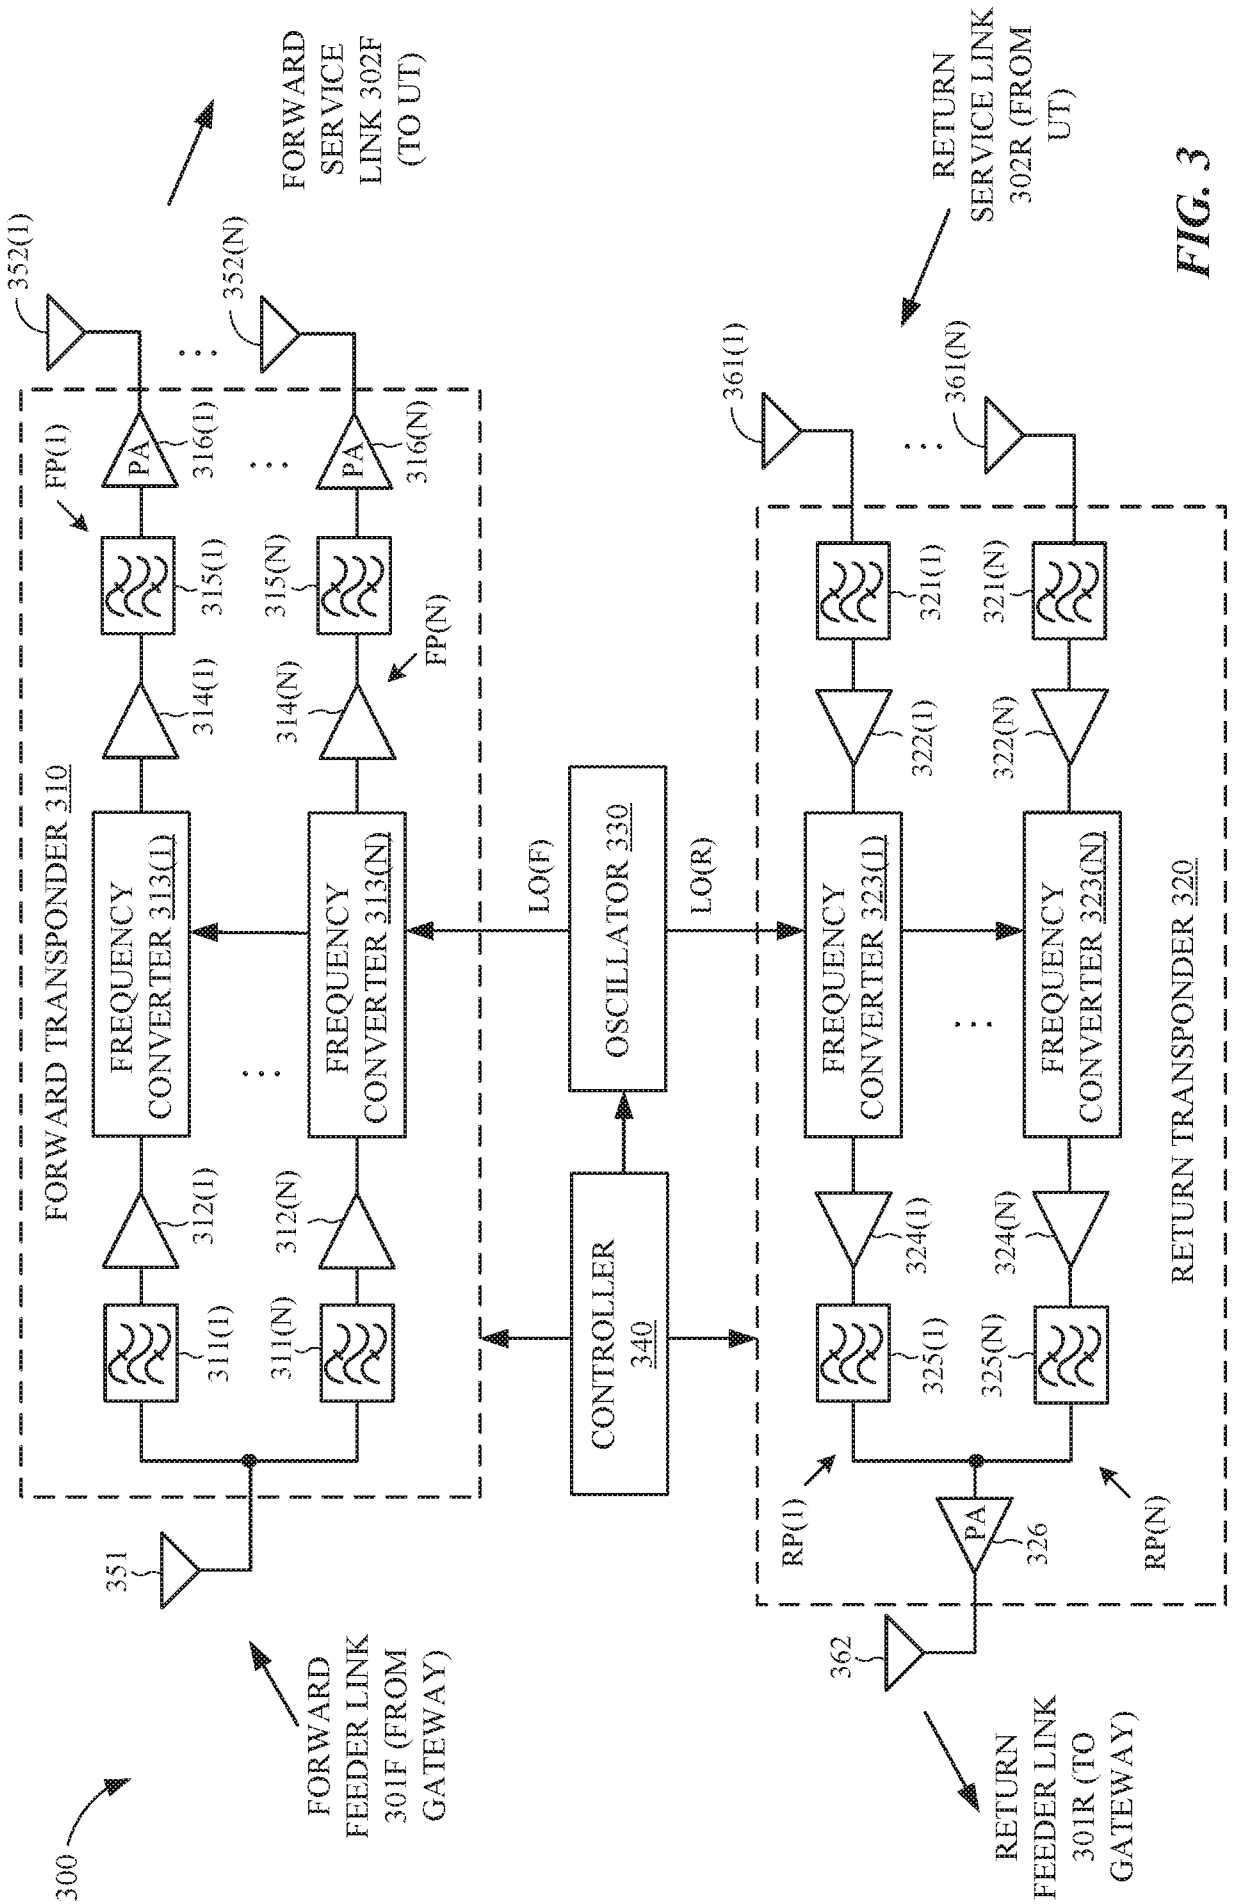 300
FORWARD
FEEDER LINK
301F (FROM
GATEWAY)
351
FORWARD TRANSPONDER 310
311(1)
312(1)
FREQUENCY
CONVERTER 313(1)
314(1)
315(1)
FP(1)
PA
316(1)
352(1)
. . .
. . .
. . .
311(N)
312(N)
FREQUENCY
CONVERTER 313(N)
314(N)
FP(N)
315(N)
PA
316(N)
352(N)
FORWARD
SERVICE
LINK 302F
(TO UT)
LO(F)
CONTROLLER
340
OSCILLATOR 330
LO(R)
RETURN
SERVICE LINK
302R (FROM
UT)
361(1)
. . .
361(N)
321(1)
322(1)
FREQUENCY
CONVERTER 323(1)
324(1)
325(1)
RP(1)
. . .
321(N)
322(N)
FREQUENCY
CONVERTER 323(N)
324(N)
325(N)
RP(N)
PA
326
362
RETURN TRANSPONDER 320
RETURN
FEEDER LINK
301R (TO
GATEWAY)
FIG. 3